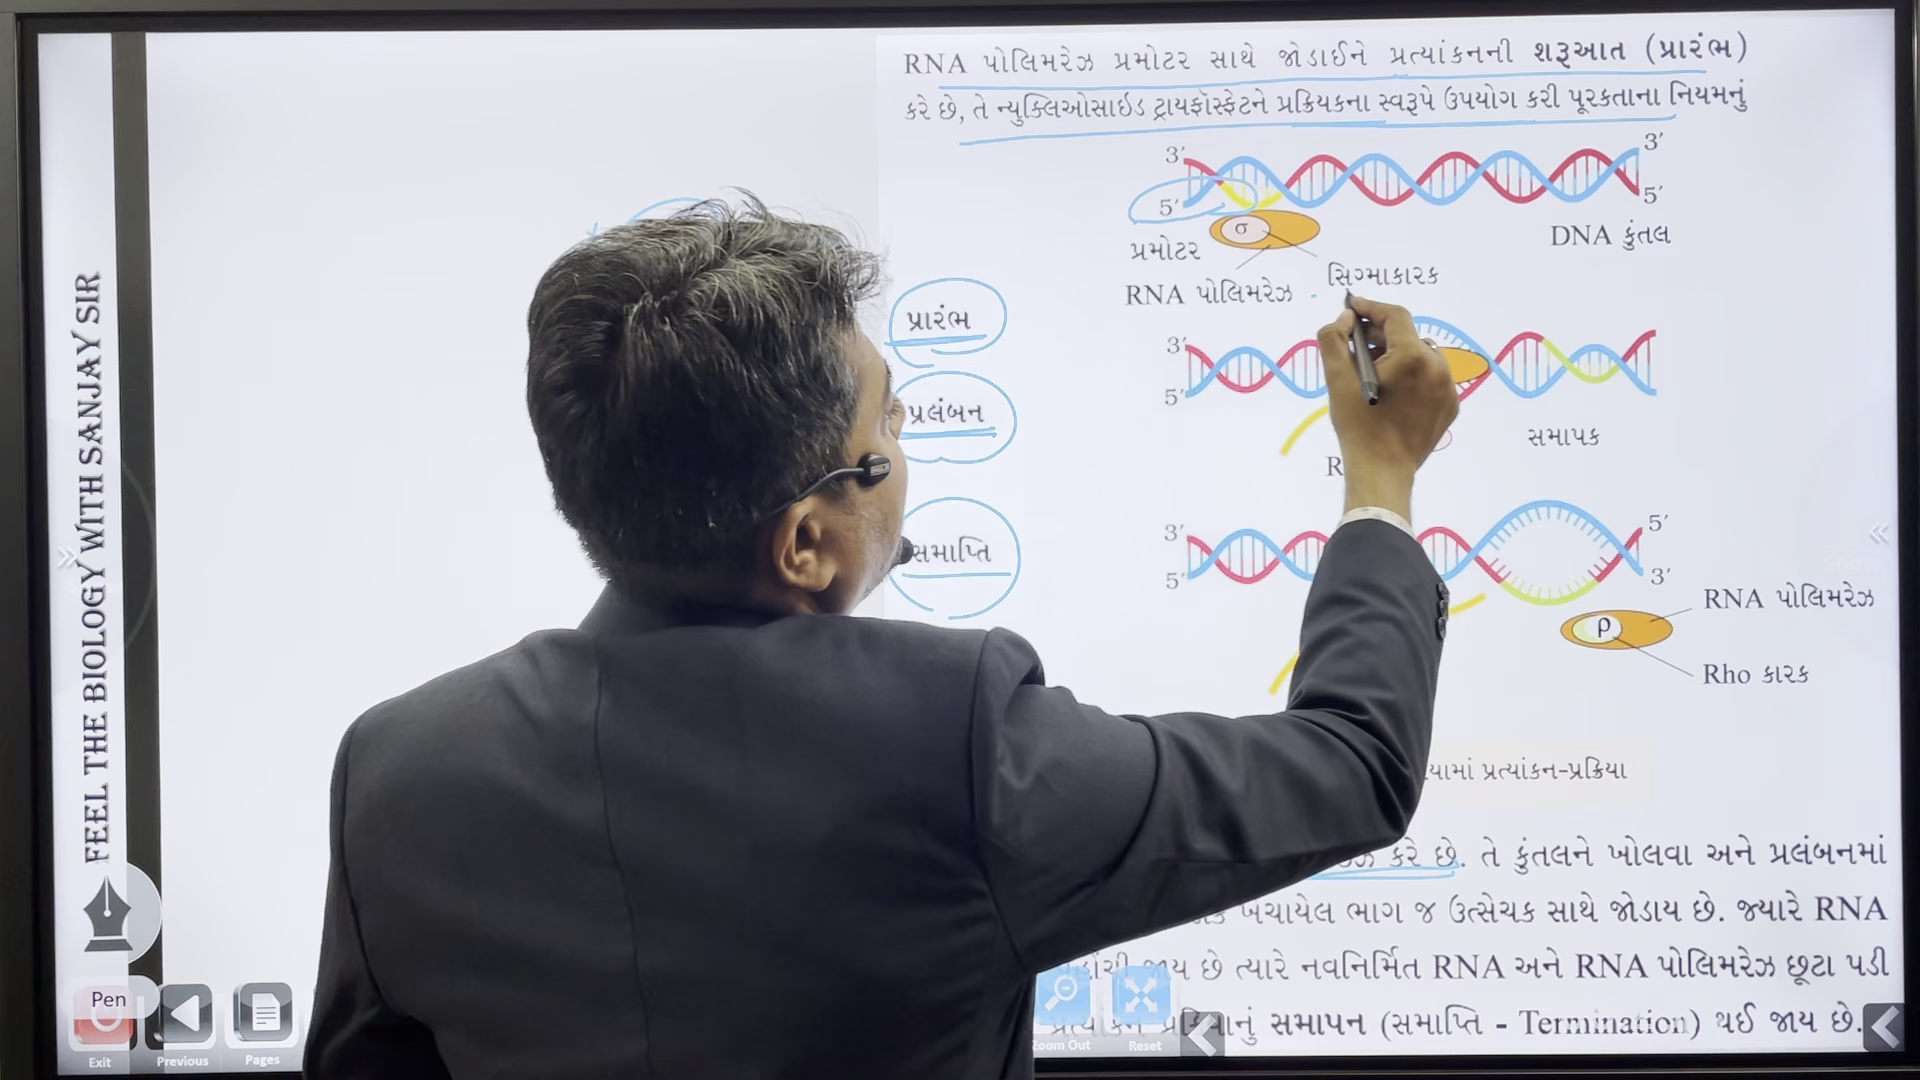 FEEL THE BIOLOGY WITH SANJAY SIR
RNA પોલિમરેઝ પ્રમોટર સાથે જોડાઈને પ્રત્યાંકનની શરૂઆત (પ્રારંભ)
કરે છે, તે ન્યુક્લિઓસાઇડ ટ્રાયફૉસ્ફેટને પ્રક્રિયકના સ્વરૂપે ઉપયોગ કરી પૂરકતાના નિયમનું
3′ 3′
5′ 5′
σ
પ્રમોટર
DNA કુંતલ
RNA પોલિમરેઝ
સિગ્માકારક
પ્રારંભ
3′
5′
પ્રલંબન
સમાપક
3′ 5′
5′ 3′
સમાપ્તિ
RNA પોલિમરેઝ
ρ
Rho કારક
પ્રત્યાંકન-પ્રક્રિયા
કરે છે. તે કુંતલને ખોલવા અને પ્રલંબનમાં
બચાયેલ ભાગ જ ઉત્સેચક સાથે જોડાય છે. જ્યારે RNA
જાય છે ત્યારે નવનિર્મિત RNA અને RNA પોલિમરેઝ છૂટા પડી
સમાપન (સમાપ્તિ - Termination) થઈ જાય છે.
Pen
Exit Previous Pages Zoom Out Reset